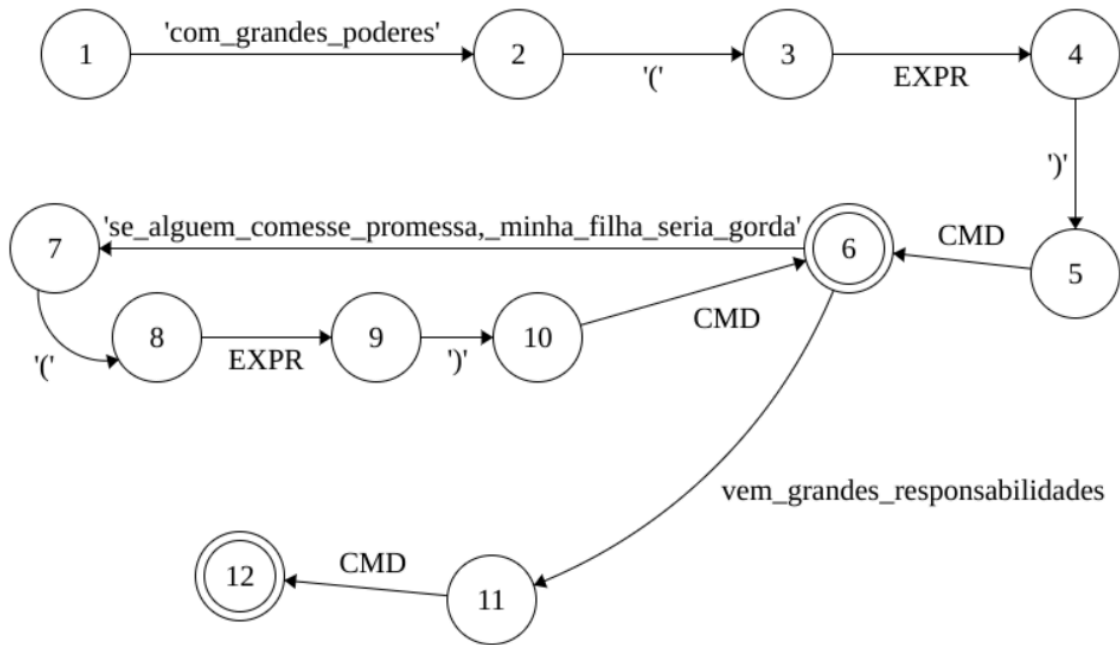 'com_grandes_poderes'
1
2
'('
3
EXPR
4
')'
'se_alguem_comesse_promessa,_minha_filha_seria_gorda'
7
6
CMD
5
'('
8
EXPR
9
')'
10
CMD
vem_grandes_responsabilidades
12
CMD
11